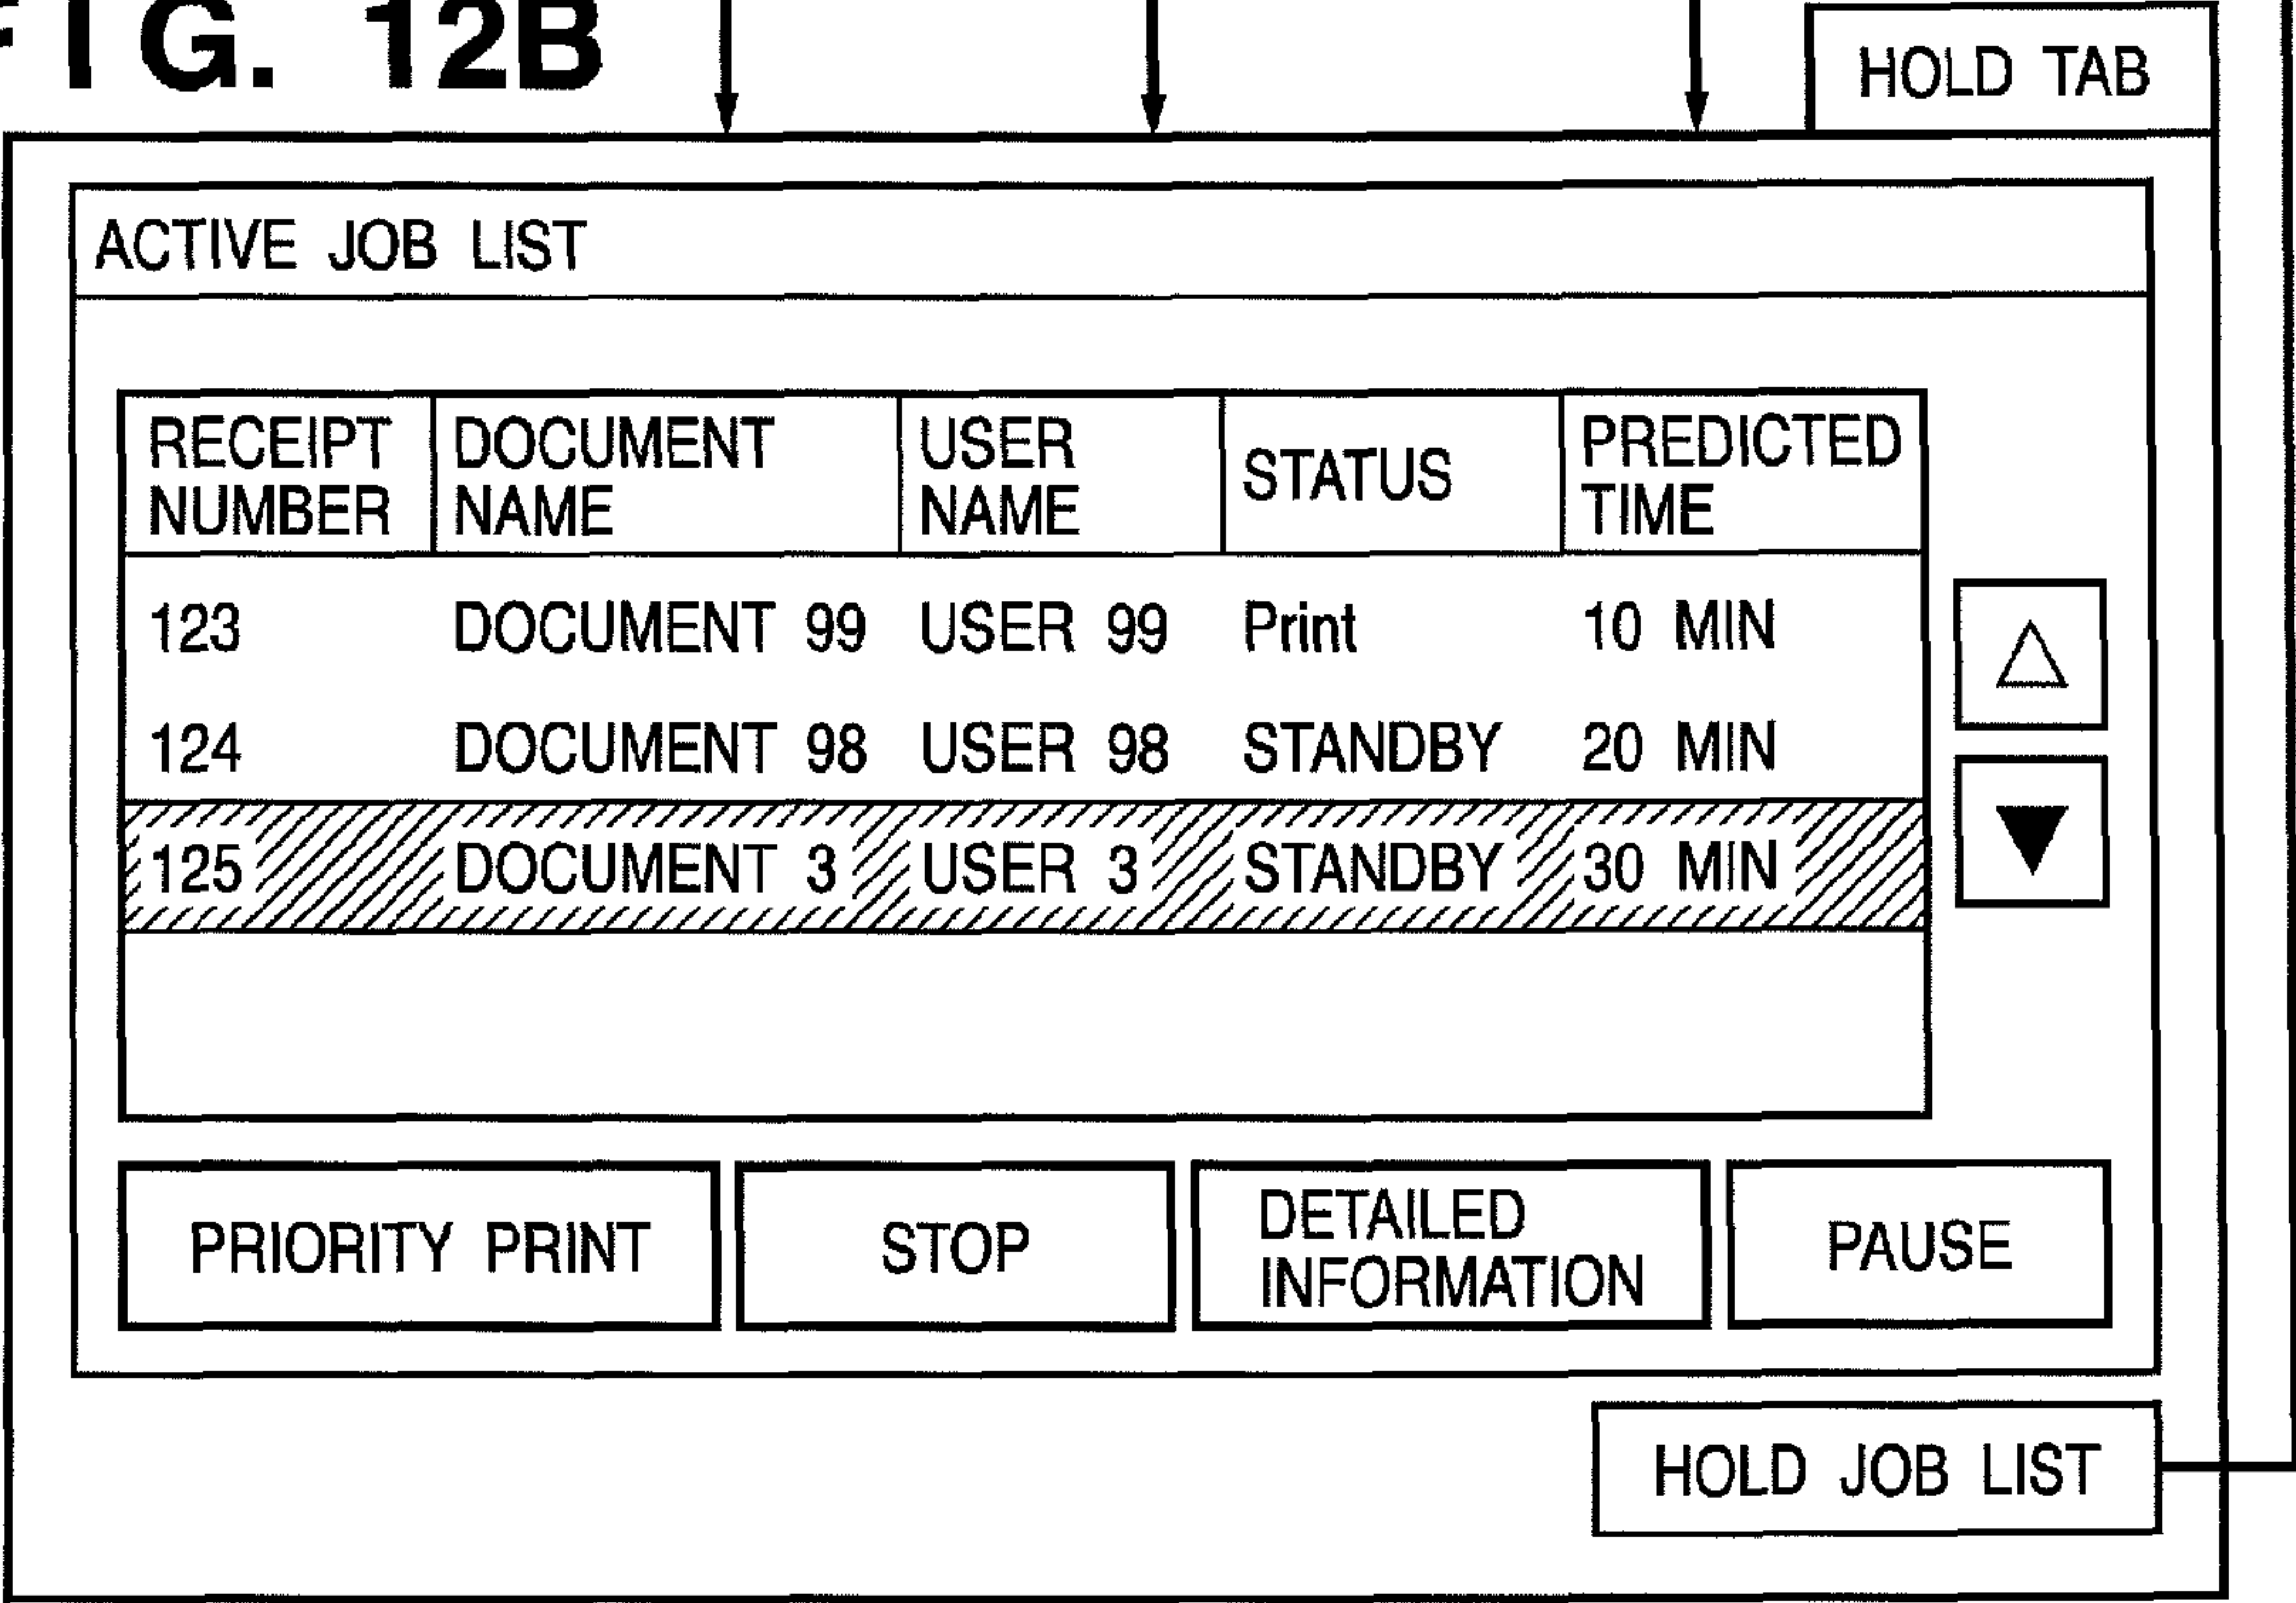 FIG. 12B
HOLD TAB
ACTIVE JOB LIST
RECEIPT NUMBER
DOCUMENT NAME
USER NAME
STATUS
PREDICTED TIME
123 DOCUMENT 99 USER 99 Print 10 MIN
124 DOCUMENT 98 USER 98 STANDBY 20 MIN
125 DOCUMENT 3 USER 3 STANDBY 30 MIN
PRIORITY PRINT
STOP
DETAILED
INFORMATION
PAUSE
HOLD JOB LIST